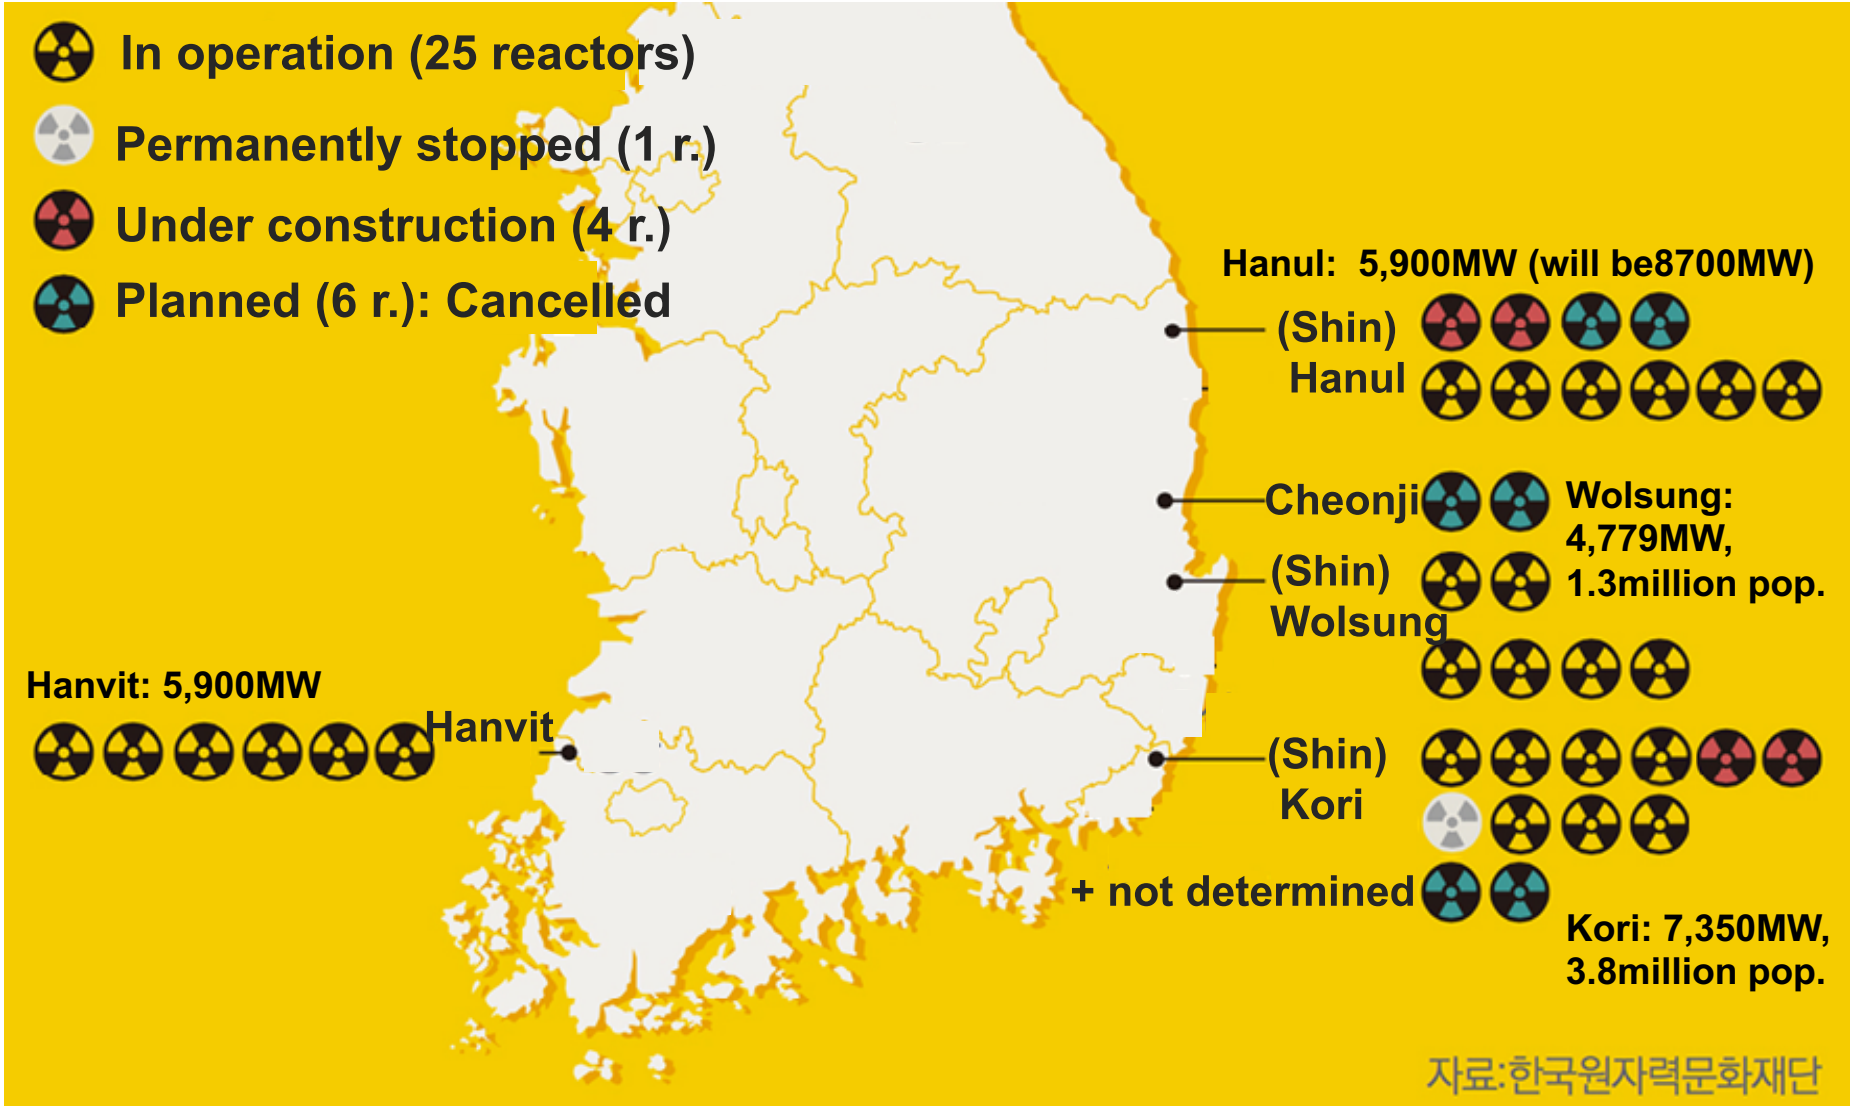 In operation (25 reactors)
Permanently stopped (1 r.)
Under construction (4 r.)
Planned (6 r.): Cancelled
Hanul:  5,900MW (will be8700MW)
(Shin)
Hanul
Cheonji
Wolsung:
4,779MW,
1.3million pop.
(Shin)
Wolsung
Hanvit: 5,900MW
Hanvit
(Shin)
Kori
+ not determined
Kori: 7,350MW,
3.8million pop.
자료:한국원자력문화재단